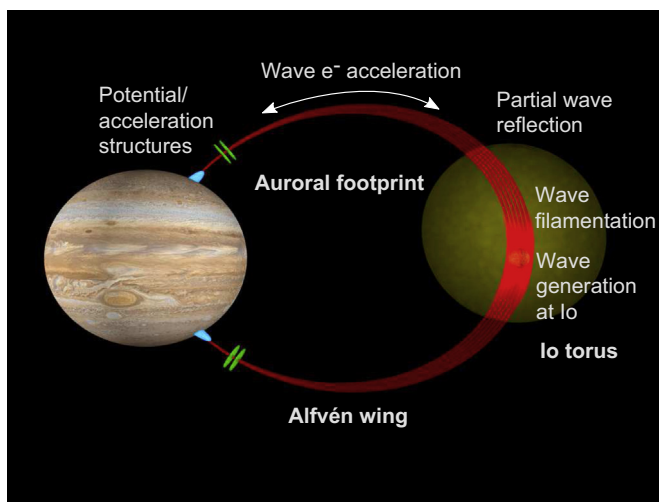 Wave e⁻ acceleration
Potential/
acceleration
structures
Partial wave
reflection
Auroral footprint
Wave
filamentation
Wave
generation
at Io
Io torus
Alfvén wing